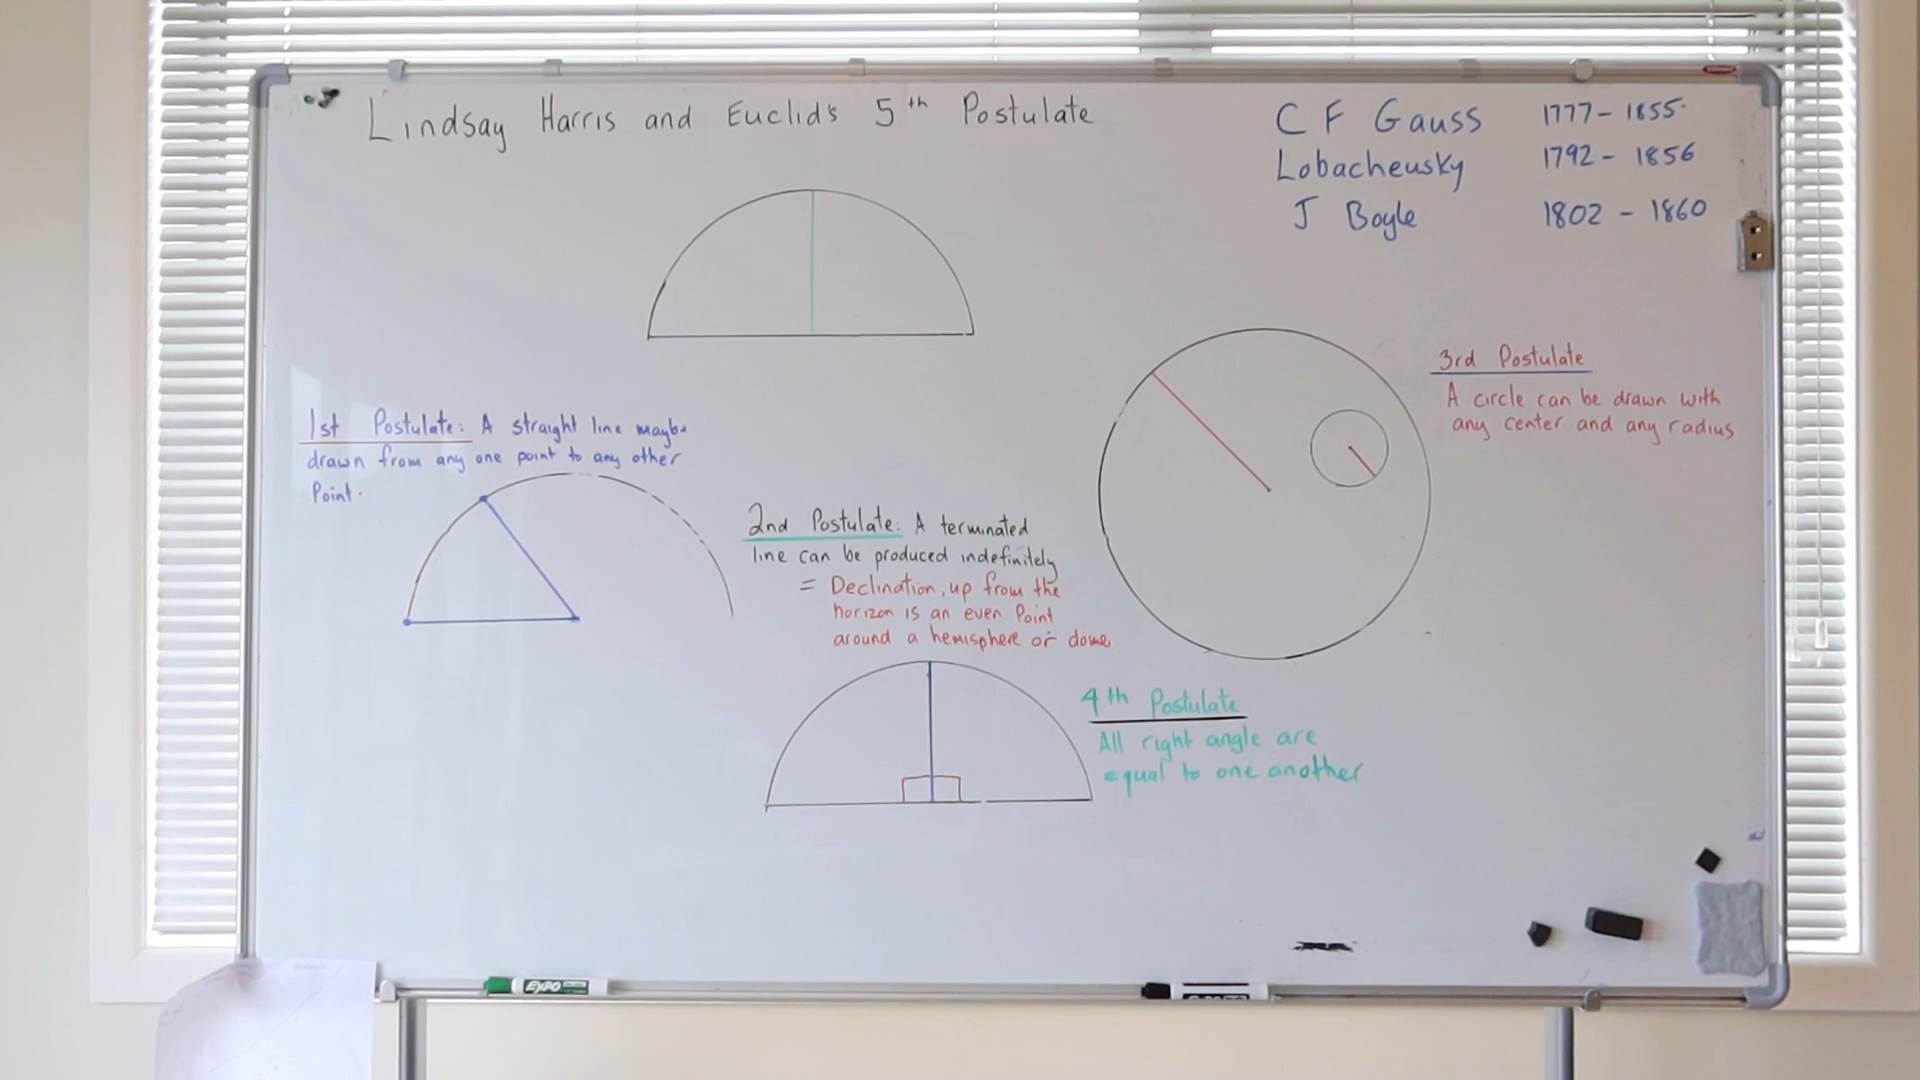 Lindsay Harris and Euclid's 5th Postulate
C F Gauss 1777 - 1855
Lobacheusky 1792 - 1856
J Boyle 1802 - 1860
1st Postulate: A straight line maybe
drawn from any one point to any other
Point.
2nd Postulate: A terminated
line can be produced indefinitely
= Declination, up from the
horizon is an even Point
around a hemisphere or dome
3rd Postulate
A circle can be drawn with
any center and any radius
4th Postulate
All right angle are
equal to one another
EXPO